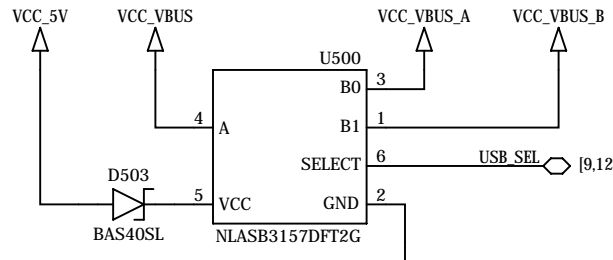 VCC_5V
VCC_VBUS
VCC_VBUS_A
VCC_VBUS_B
U500
B0
3
4
A
B1
1
SELECT
6
USB_SEL
[9,12
D503
5
VCC
GND
2
BAS40SL
NLASB3157DFT2G